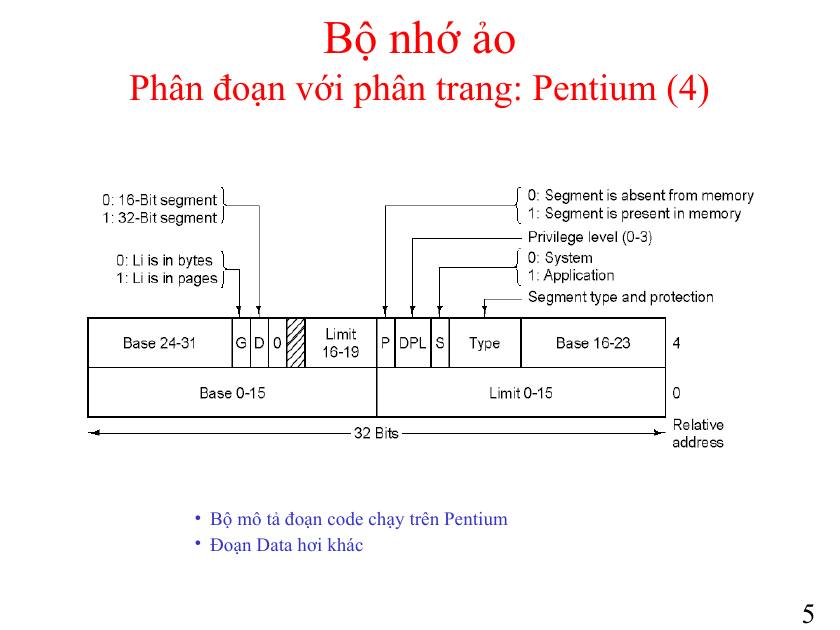 Bộ nhớ ảo
Phân đoạn với phân trang: Pentium (4)
0: 16-Bit segment
1: 32-Bit segment
0: Li is in bytes
1: Li is in pages
0: Segment is absent from memory
1: Segment is present in memory
Privilege level (0-3)
0: System
1: Application
Segment type and protection
Base 24-31 G D 0 Limit 16-19 P DPL S Type Base 16-23 4
Base 0-15 Limit 0-15 0
32 Bits
Relative
address
• Bộ mô tả đoạn code chạy trên Pentium
• Đoạn Data hơi khác
5